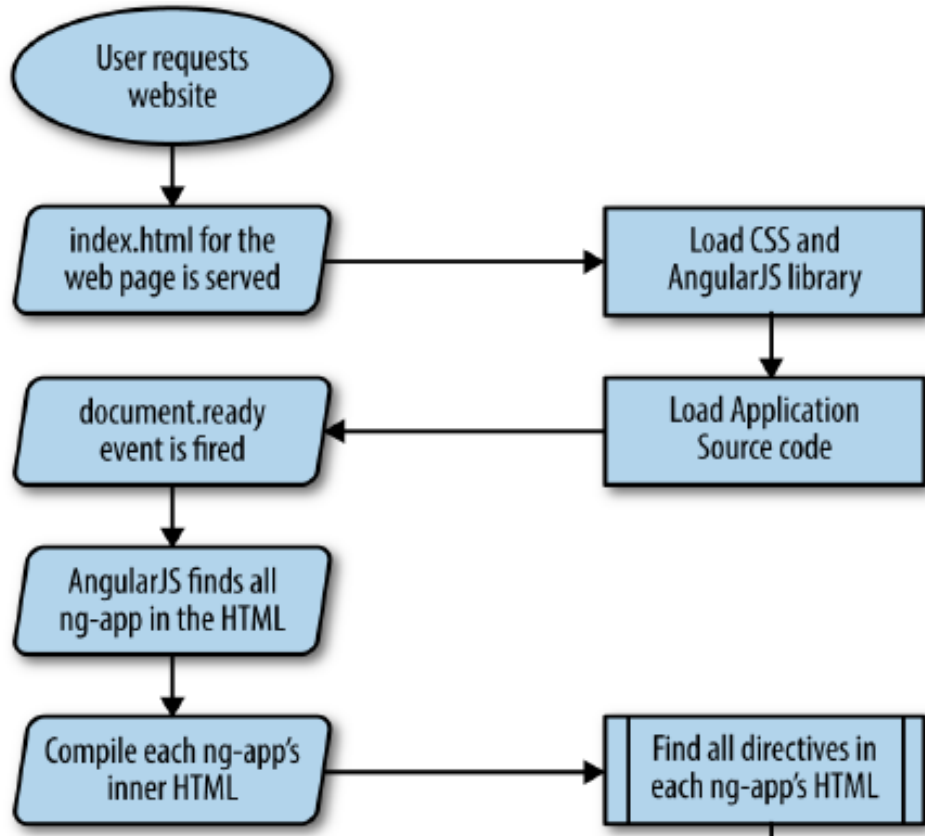 User requests
website
index.html for the
web page is served
Load CSS and
AngularJS library
Load Application
Source code
document.ready
event is fired
AngularJS finds all
ng-app in the HTML
Compile each ng-app's
inner HTML
Find all directives in
each ng-app's HTML